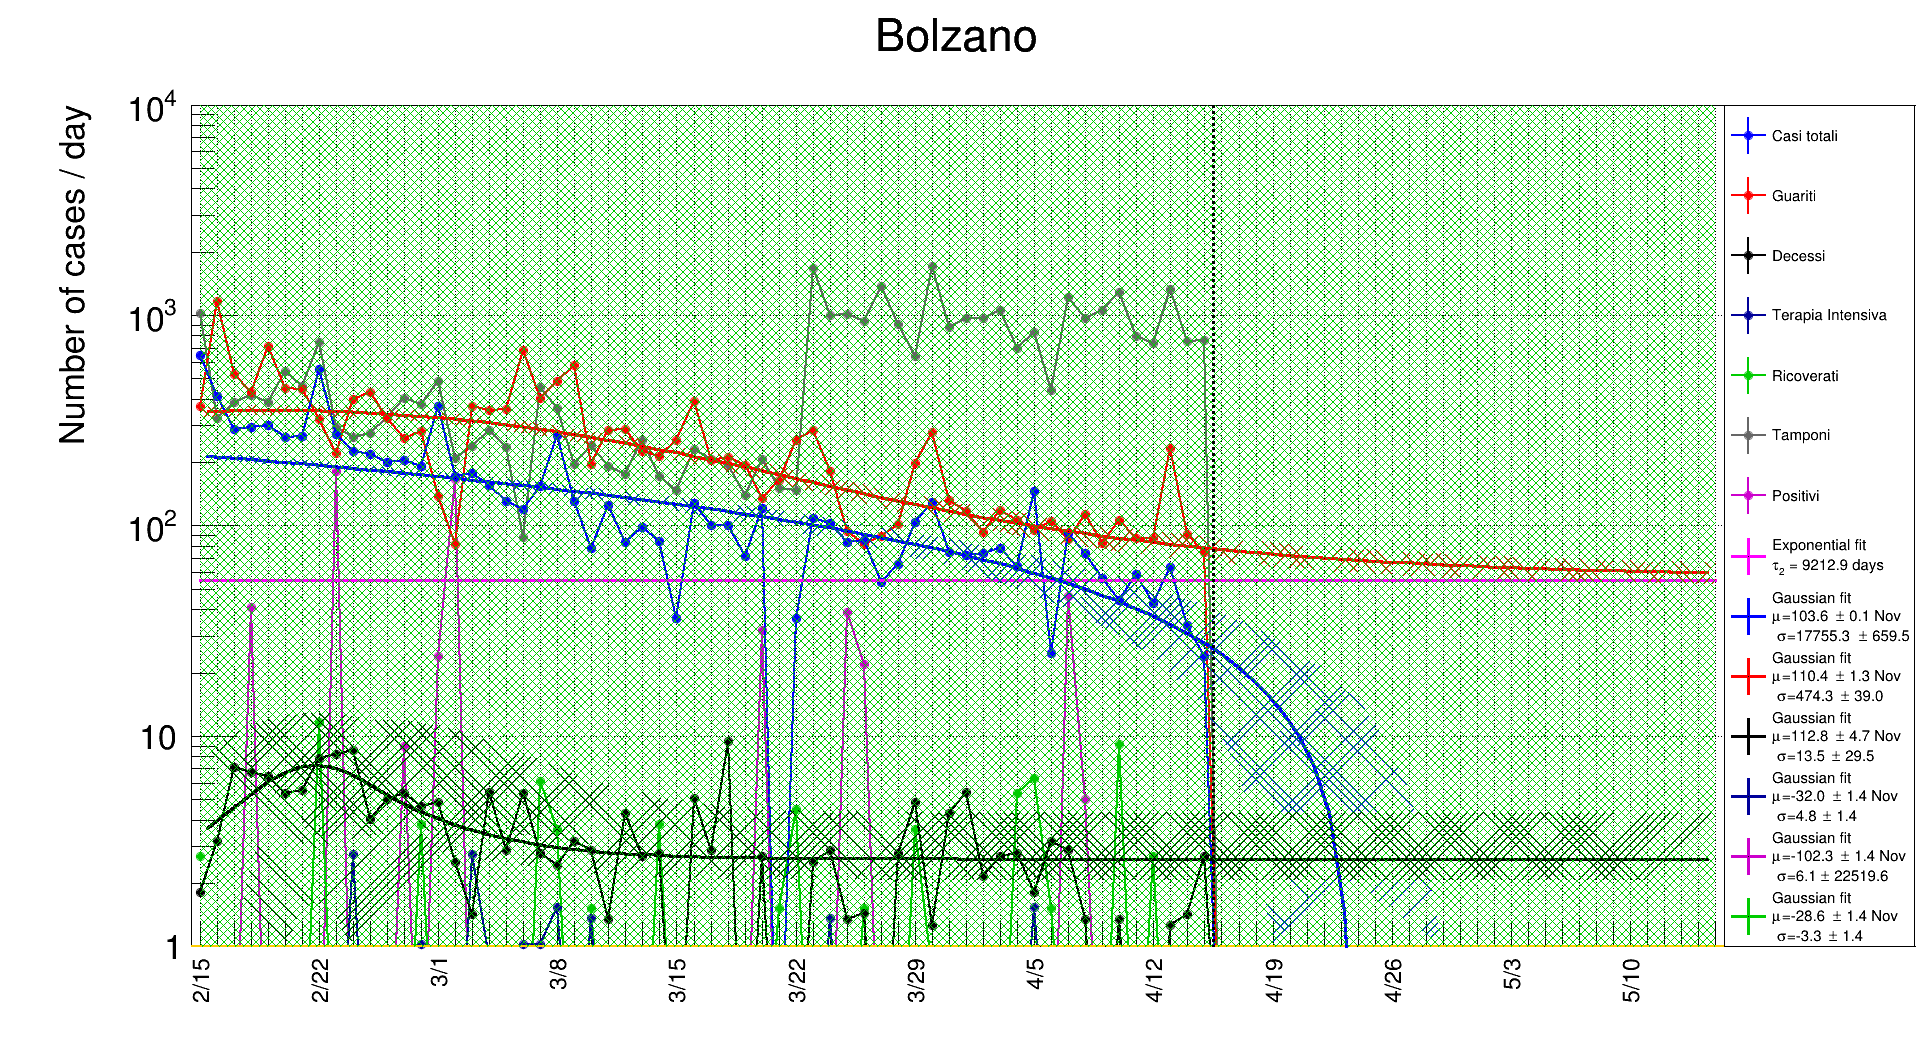 Bolzano
Number of cases / day
10^4
10^3
10^2
10
1
2/15
2/22
3/1
3/8
3/15
3/22
3/29
4/5
4/12
4/19
4/26
5/3
5/10
Casi totali
Guariti
Decessi
Terapia Intensiva
Ricoverati
Tamponi
Positivi
Exponential fit
τ₂ = 9212.9 days
Gaussian fit
μ=103.6 ± 0.1 Nov
σ=17755.3 ± 659.5
Gaussian fit
μ=110.4 ± 1.3 Nov
σ=474.3 ± 39.0
Gaussian fit
μ=112.8 ± 4.7 Nov
σ=13.5 ± 29.5
Gaussian fit
μ=-32.0 ± 1.4 Nov
σ=4.8 ± 1.4
Gaussian fit
μ=-102.3 ± 1.4 Nov
σ=6.1 ± 22519.6
Gaussian fit
μ=-28.6 ± 1.4 Nov
σ=-3.3 ± 1.4